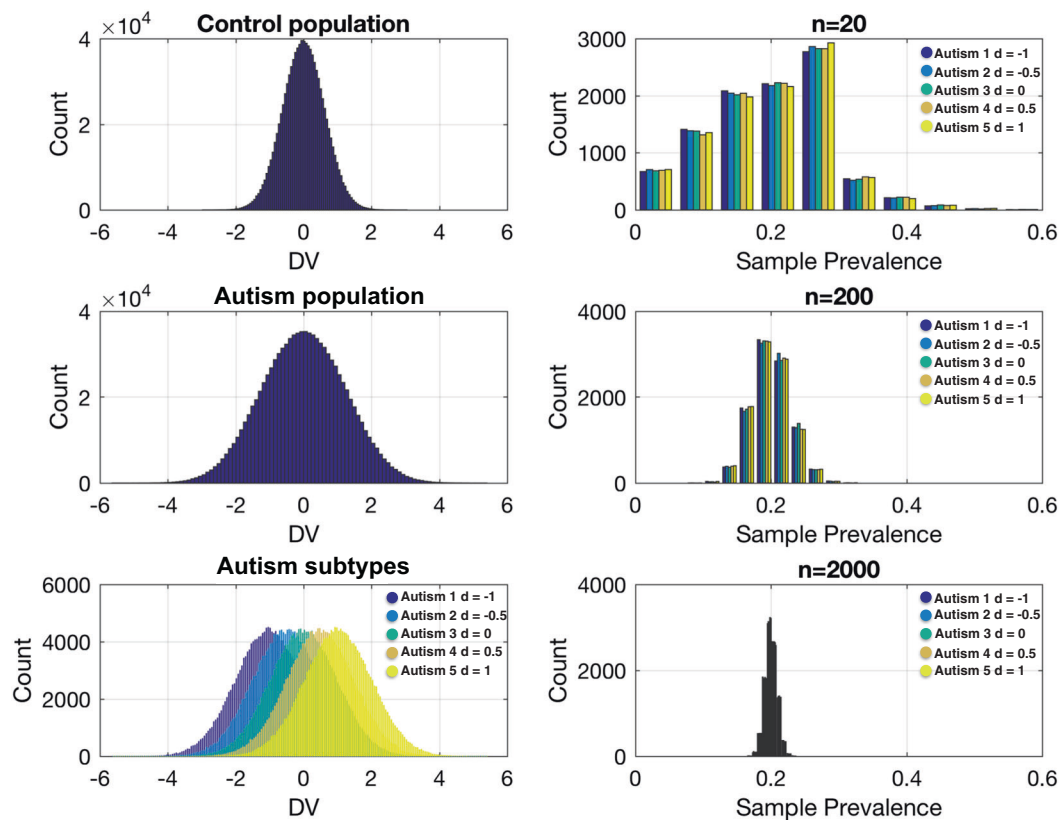 Control population
×10⁴
4
2
0
Count
-6 -4 -2 0 2 4 6
DV
n=20
3000
2000
1000
0
Count
Autism 1 d = -1
Autism 2 d = -0.5
Autism 3 d = 0
Autism 4 d = 0.5
Autism 5 d = 1
0 0.2 0.4 0.6
Sample Prevalence
Autism population
×10⁴
4
2
0
Count
-6 -4 -2 0 2 4 6
DV
n=200
4000
2000
0
Count
Autism 1 d = -1
Autism 2 d = -0.5
Autism 3 d = 0
Autism 4 d = 0.5
Autism 5 d = 1
0 0.2 0.4 0.6
Sample Prevalence
Autism subtypes
6000
4000
2000
0
Count
Autism 1 d = -1
Autism 2 d = -0.5
Autism 3 d = 0
Autism 4 d = 0.5
Autism 5 d = 1
-6 -4 -2 0 2 4 6
DV
n=2000
4000
2000
0
Count
Autism 1 d = -1
Autism 2 d = -0.5
Autism 3 d = 0
Autism 4 d = 0.5
Autism 5 d = 1
0 0.2 0.4 0.6
Sample Prevalence